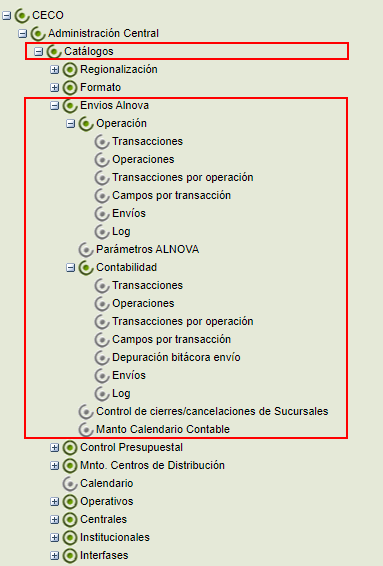 CECO
Administración Central
Catálogos
Regionalización
Formato
Envios Alnova
Operación
Transacciones
Operaciones
Transacciones por operación
Campos por transacción
Envíos
Log
Parámetros ALNOVA
Contabilidad
Transacciones
Operaciones
Transacciones por operación
Campos por transacción
Depuración bitácora envío
Envíos
Log
Control de cierres/cancelaciones de Sucursales
Manto Calendario Contable
Control Presupuestal
Mnto. Centros de Distribución
Calendario
Operativos
Centrales
Institucionales
Interfases